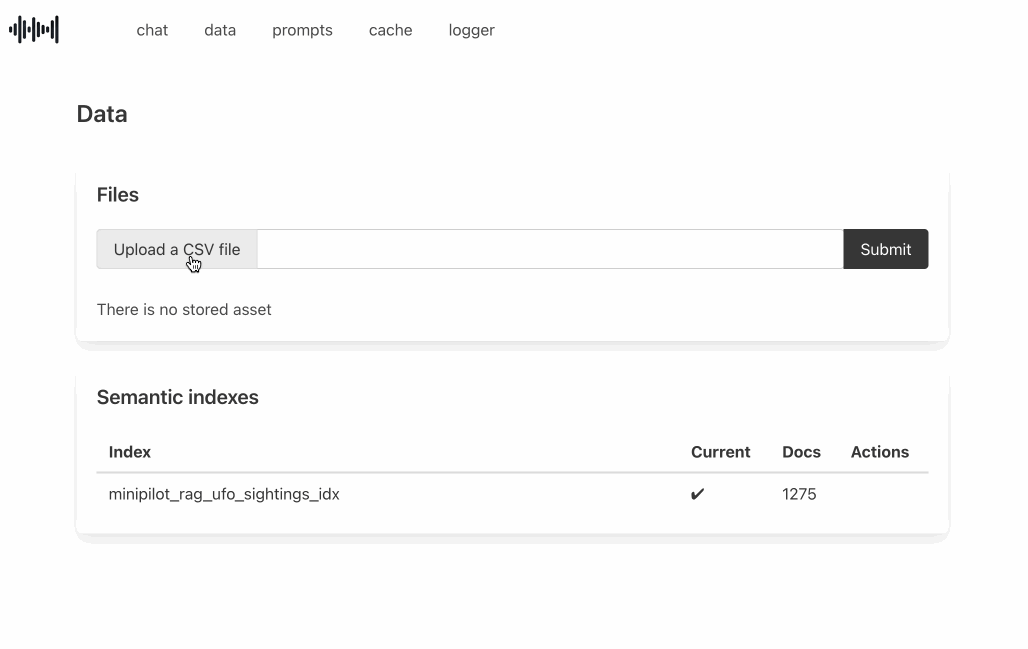 chat data prompts cache logger
Data
Files
Upload a CSV file Submit
There is no stored asset
Semantic indexes
Index Current Docs Actions
minipilot_rag_ufo_sightings_idx ✔ 1275